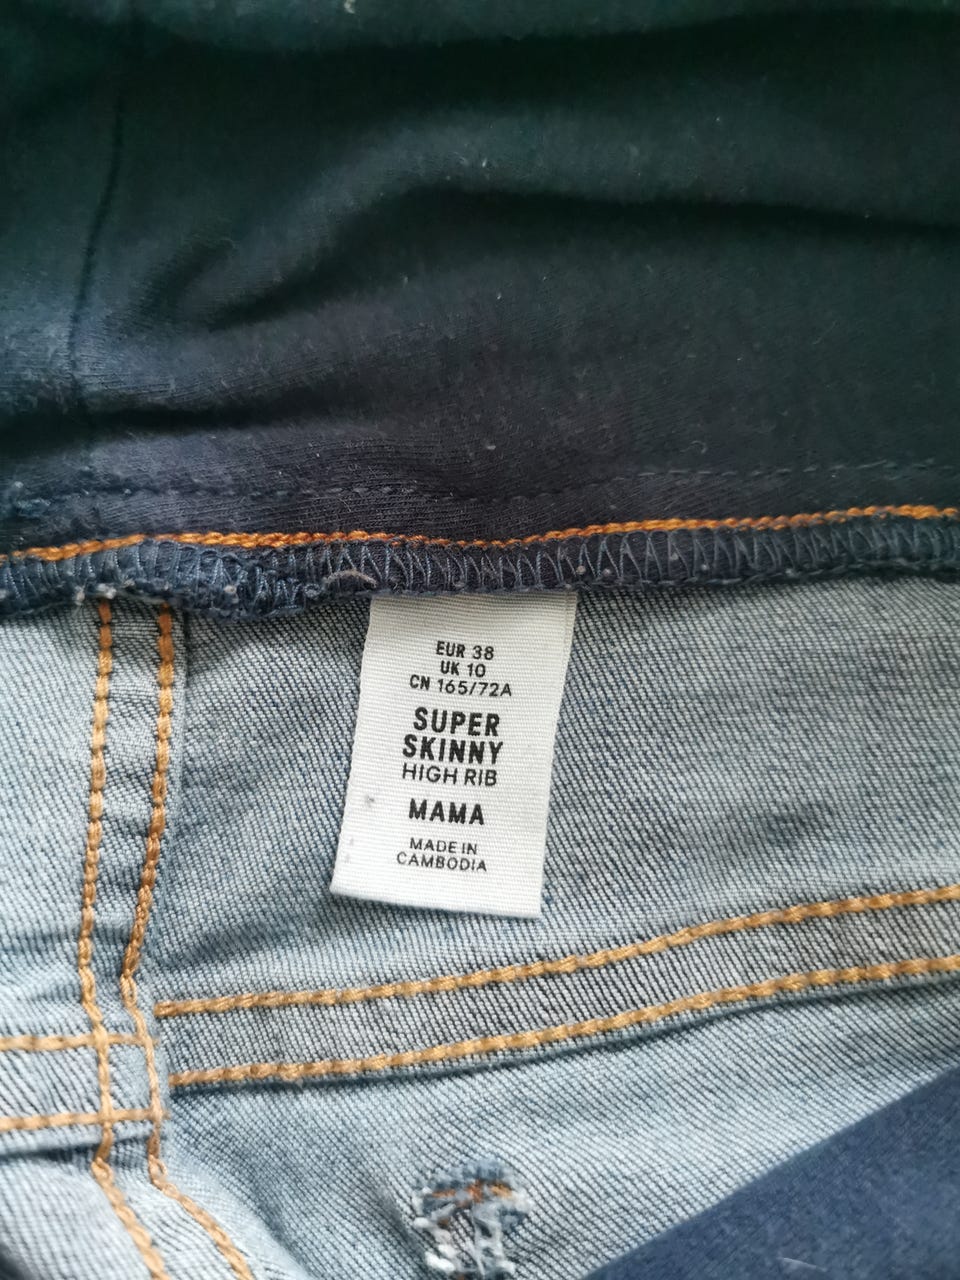 EUR 38
UK 10
CN 165/72A
SUPER
SKINNY
HIGH RIB
MAMA
MADE IN
CAMBODIA